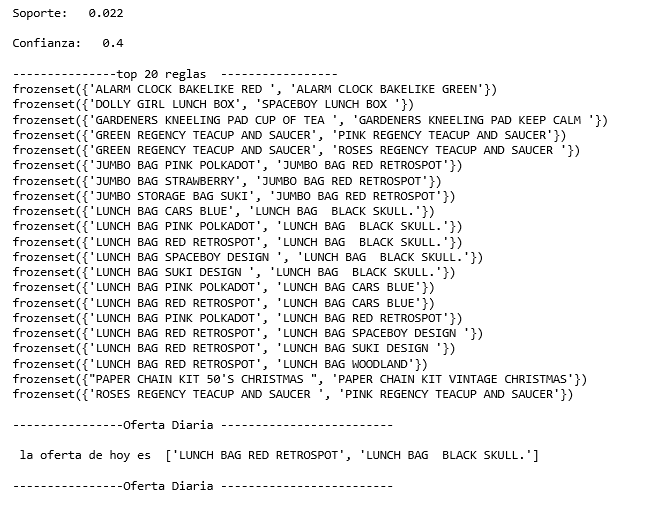 Soporte:   0.022
Confianza:   0.4
---------------top 20 reglas  -----------------
frozenset({'ALARM CLOCK BAKELIKE RED ', 'ALARM CLOCK BAKELIKE GREEN'})
frozenset({'DOLLY GIRL LUNCH BOX', 'SPACEBOY LUNCH BOX '})
frozenset({'GARDENERS KNEELING PAD CUP OF TEA ', 'GARDENERS KNEELING PAD KEEP CALM '})
frozenset({'GREEN REGENCY TEACUP AND SAUCER', 'PINK REGENCY TEACUP AND SAUCER'})
frozenset({'GREEN REGENCY TEACUP AND SAUCER', 'ROSES REGENCY TEACUP AND SAUCER '})
frozenset({'JUMBO BAG PINK POLKADOT', 'JUMBO BAG RED RETROSPOT'})
frozenset({'JUMBO BAG STRAWBERRY', 'JUMBO BAG RED RETROSPOT'})
frozenset({'JUMBO STORAGE BAG SUKI', 'JUMBO BAG RED RETROSPOT'})
frozenset({'LUNCH BAG CARS BLUE', 'LUNCH BAG  BLACK SKULL.'})
frozenset({'LUNCH BAG PINK POLKADOT', 'LUNCH BAG  BLACK SKULL.'})
frozenset({'LUNCH BAG RED RETROSPOT', 'LUNCH BAG  BLACK SKULL.'})
frozenset({'LUNCH BAG SPACEBOY DESIGN ', 'LUNCH BAG  BLACK SKULL.'})
frozenset({'LUNCH BAG SUKI DESIGN ', 'LUNCH BAG  BLACK SKULL.'})
frozenset({'LUNCH BAG PINK POLKADOT', 'LUNCH BAG CARS BLUE'})
frozenset({'LUNCH BAG RED RETROSPOT', 'LUNCH BAG CARS BLUE'})
frozenset({'LUNCH BAG PINK POLKADOT', 'LUNCH BAG RED RETROSPOT'})
frozenset({'LUNCH BAG RED RETROSPOT', 'LUNCH BAG SPACEBOY DESIGN '})
frozenset({'LUNCH BAG RED RETROSPOT', 'LUNCH BAG SUKI DESIGN '})
frozenset({'LUNCH BAG RED RETROSPOT', 'LUNCH BAG WOODLAND'})
frozenset({"PAPER CHAIN KIT 50'S CHRISTMAS ", 'PAPER CHAIN KIT VINTAGE CHRISTMAS'})
frozenset({'ROSES REGENCY TEACUP AND SAUCER ', 'PINK REGENCY TEACUP AND SAUCER'})
----------------Oferta Diaria -------------------------
la oferta de hoy es  ['LUNCH BAG RED RETROSPOT', 'LUNCH BAG  BLACK SKULL.']
----------------Oferta Diaria -------------------------